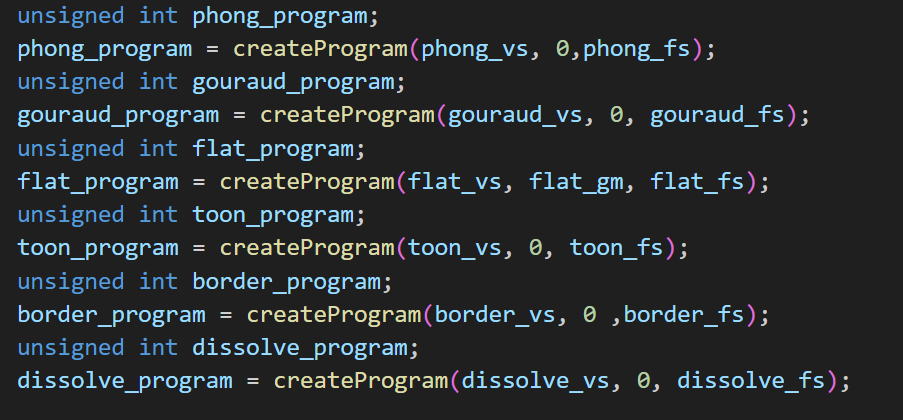 unsigned int phong_program;
phong_program = createProgram(phong_vs, 0,phong_fs);
unsigned int gouraud_program;
gouraud_program = createProgram(gouraud_vs, 0, gouraud_fs);
unsigned int flat_program;
flat_program = createProgram(flat_vs, flat_gm, flat_fs);
unsigned int toon_program;
toon_program = createProgram(toon_vs, 0, toon_fs);
unsigned int border_program;
border_program = createProgram(border_vs, 0 ,border_fs);
unsigned int dissolve_program;
dissolve_program = createProgram(dissolve_vs, 0, dissolve_fs);